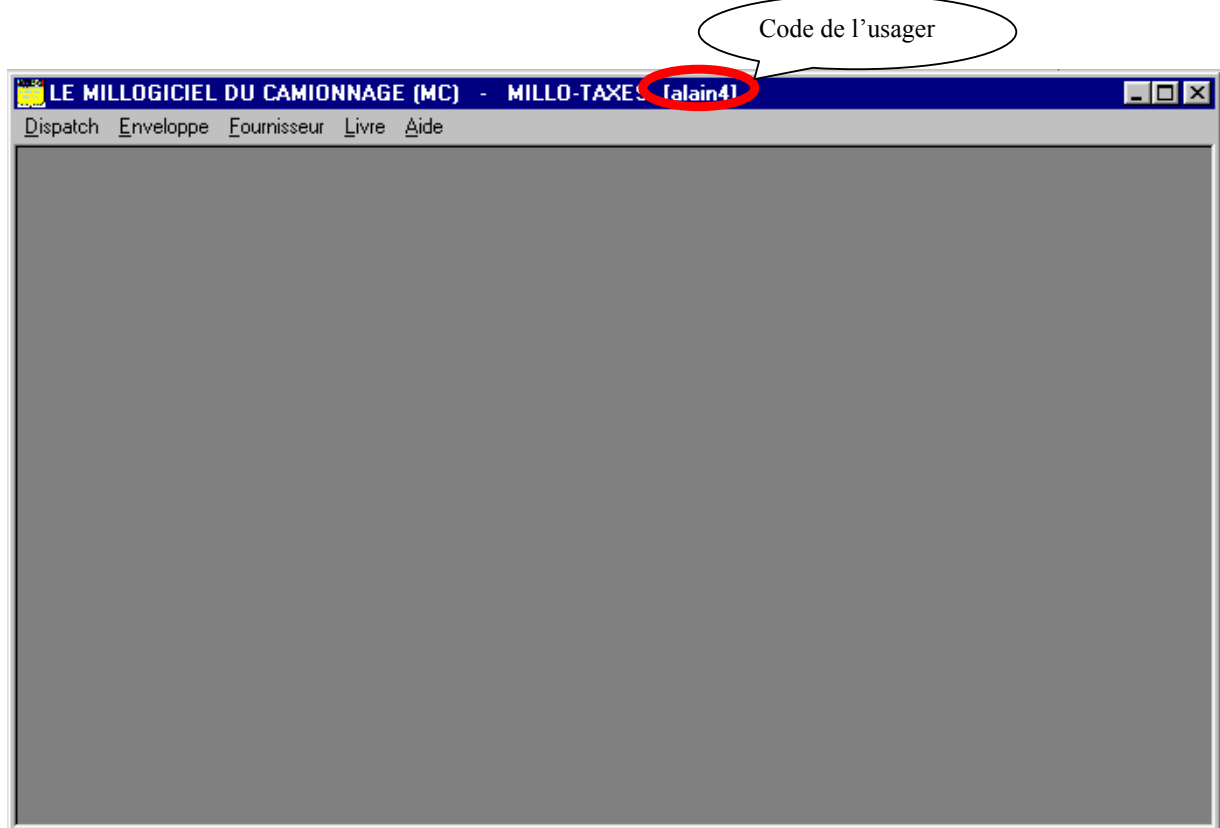 Code de l’usager
LE MILLOGICIEL DU CAMIONNAGE (MC) - MILLO-TAXES [alain4]
Dispatch Enveloppe Fournisseur Livre Aide